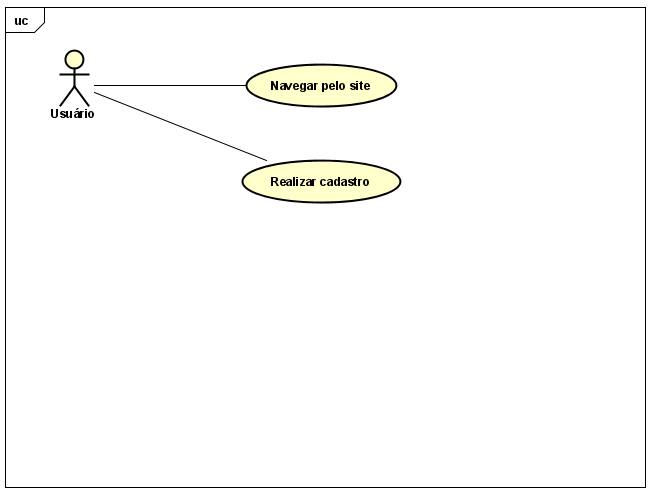 uc
Navegar pelo site
Usuário
Realizar cadastro